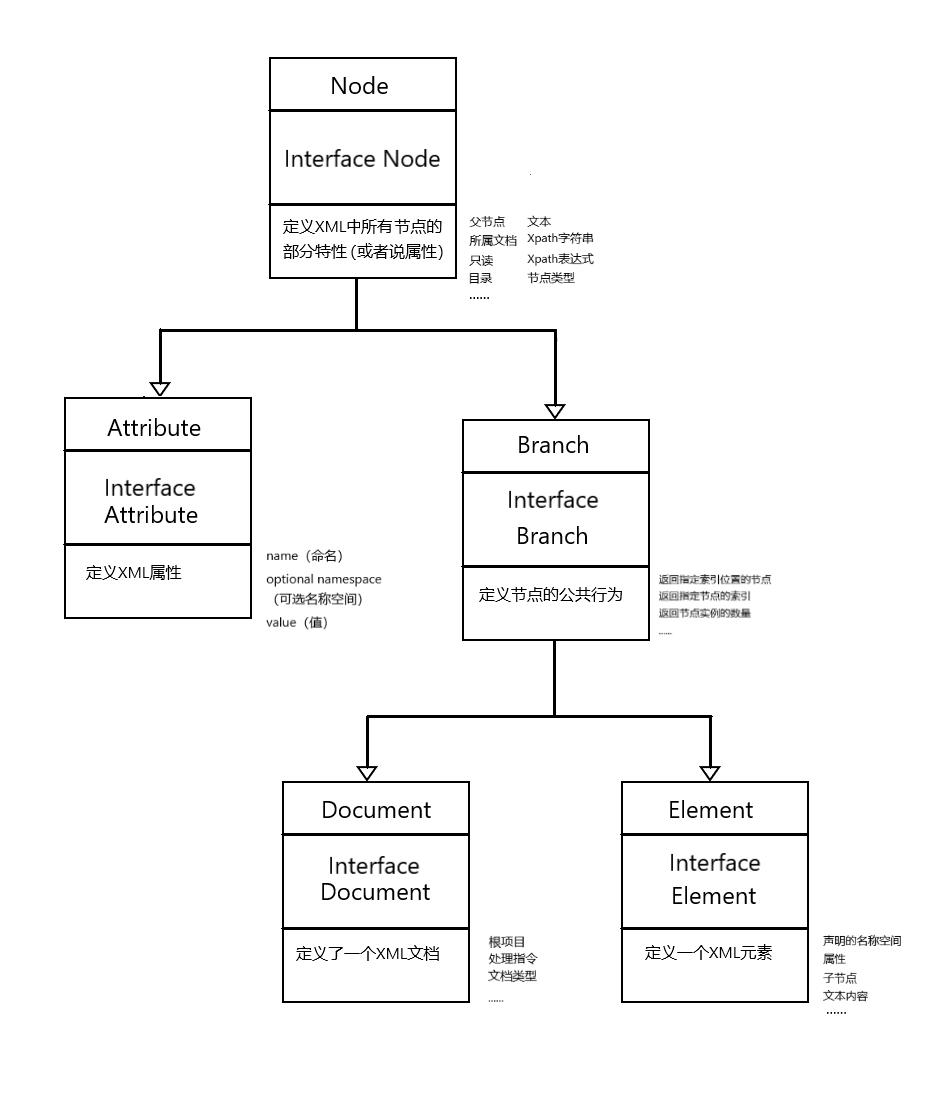 Node
Interface Node
定义XML中所有节点的
部分特性(或者说属性)
父节点 文本
所属文档 Xpath字符串
只读 Xpath表达式
目录 节点类型
......
Attribute
Interface
Attribute
定义XML属性
name（命名）
optional namespace
（可选名称空间）
value（值）
Branch
Interface
Branch
定义节点的公共行为
返回指定索引位置的节点
返回指定节点的索引
返回节点实例的数量
......
Document
Interface
Document
定义了一个XML文档
根项目
处理指令
文档类型
......
Element
Interface
Element
定义一个XML元素
声明的名称空间
属性
子节点
文本内容
......